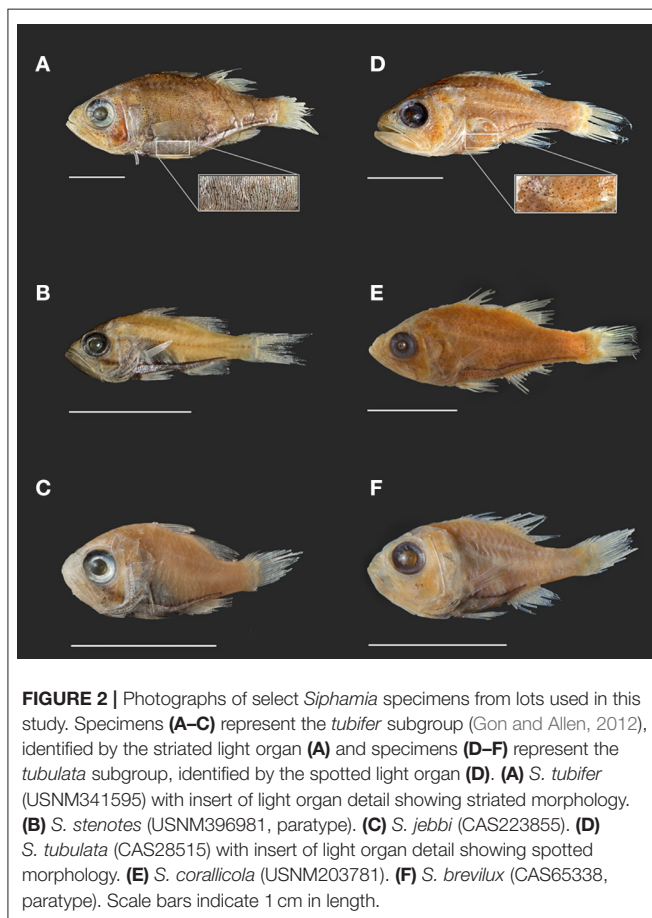 A
D
B
E
C
F
FIGURE 2 | Photographs of select Siphamia specimens from lots used in this
study. Specimens (A–C) represent the tubifer subgroup (Gon and Allen, 2012),
identified by the striated light organ (A) and specimens (D–F) represent the
tubulata subgroup, identified by the spotted light organ (D). (A) S. tubifer
(USNM341595) with insert of light organ detail showing striated morphology.
(B) S. stenotes (USNM396981, paratype). (C) S. jebbi (CAS223855). (D)
S. tubulata (CAS28515) with insert of light organ detail showing spotted
morphology. (E) S. corallicola (USNM203781). (F) S. brevilux (CAS65338,
paratype). Scale bars indicate 1 cm in length.